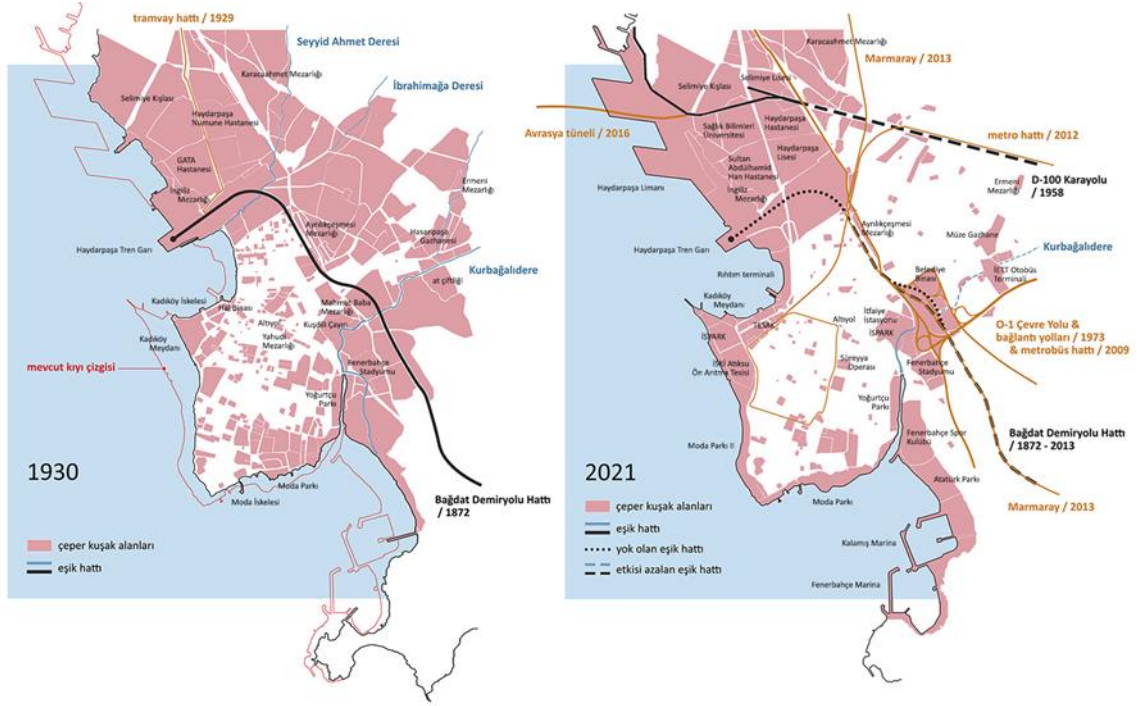 tramvay hattı / 1929
Seyyid Ahmet Deresi
Karacaahmet Mezarlığı
İbrahimağa Deresi
Selimiye Kışlası
Haydarpaşa
Numune Hastanesi
GATA
Hastanesi
İngiliz
Mezarlığı
Ermeni
Mezarlığı
Ayrılıkçeşmesi
Mezarlığı
Hasanpaşa
Gazhanesi
Haydarpaşa Tren Garı
Kurbağalıdere
at çiftliği
Kadıköy İskelesi
Hal Binası
Mahmut Baba
Mezarlığı
Kuşdili Çayırı
Altıyol
Yahudi
Mezarlığı
Kadıköy
Meydanı
mevcut kıyı çizgisi
Fenerbahçe
Stadyumu
Yoğurtçu
Parkı
1930
Moda Parkı
Moda İskelesi
Bağdat Demiryolu Hattı
/ 1872
çeper kuşak alanları
eşik hattı
Karacaahmet Mezarlığı
Marmaray / 2013
Selimiye Lisesi
Selimiye Kışlası
Avrasya tüneli / 2016
Sağlık Bilimleri
Üniversitesi
Haydarpaşa
Hastanesi
Haydarpaşa
Lisesi
metro hattı / 2012
D-100 Karayolu
/ 1958
Sultan
Abdülhamid
Han Hastanesi
İngiliz
Mezarlığı
Ermeni
Mezarlığı
Haydarpaşa Limanı
Haydarpaşa Tren Garı
Ayrılıkçeşmesi
Mezarlığı
Müze Gazhane
Kurbağalıdere
Rıhtım terminali
Belediye
Binası
İETT Otobüs
Terminali
Kadıköy
Meydanı
İSPARK
TESAK
Altıyol
İtfaiye
İstasyonu
İSPARK
O-1 Çevre Yolu &
bağlantı yolları / 1973
& metrobüs hattı / 2009
İSKİ Atıksu
Ön Arıtma Tesisi
Süreyya
Operası
Fenerbahçe
Stadyumu
Yoğurtçu
Parkı
Moda Parkı II
Fenerbahçe Spor
Kulübü
Bağdat Demiryolu Hattı
/ 1872 - 2013
2021
Moda Parkı
Atatürk Parkı
Marmaray / 2013
çeper kuşak alanları
eşik hattı
yok olan eşik hattı
etkisi azalan eşik hattı
Kalamış Marina
Fenerbahçe Marina